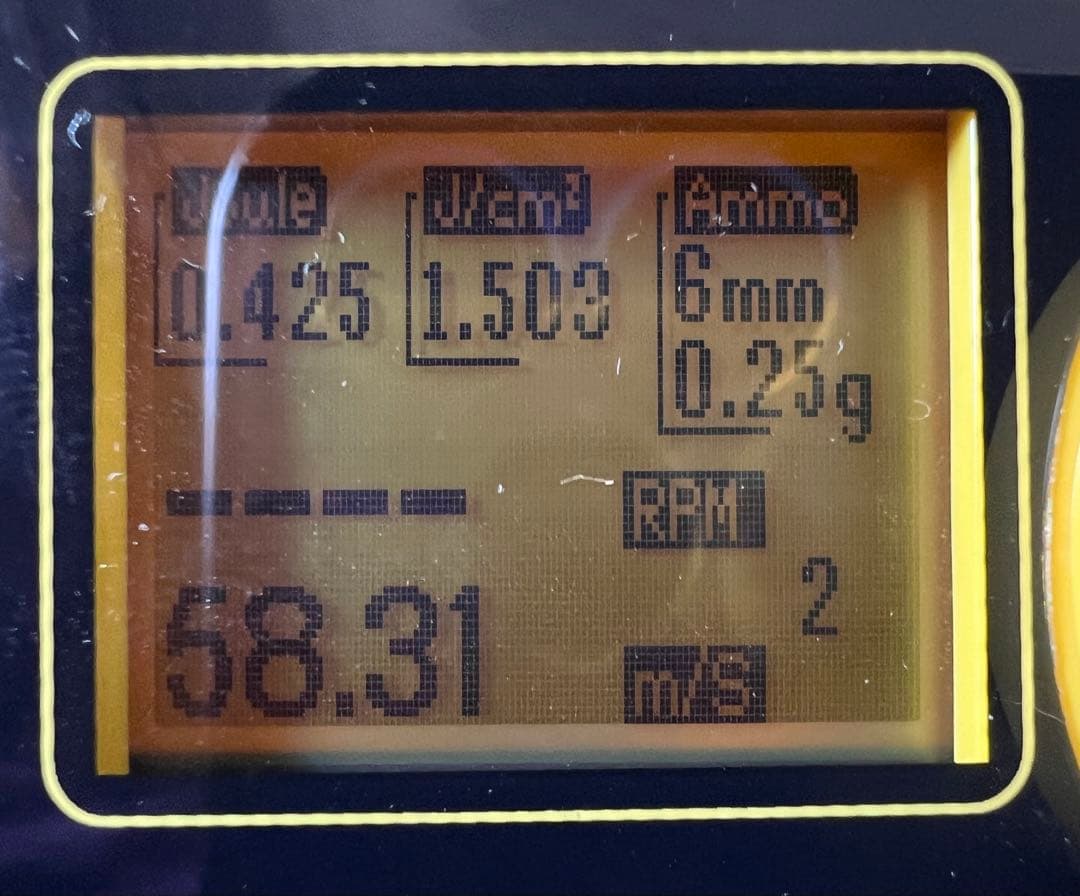 Joule J/cm² Ammo
0.425 1.503 6mm
0.25g
---- RPM
2
58.31 m/S